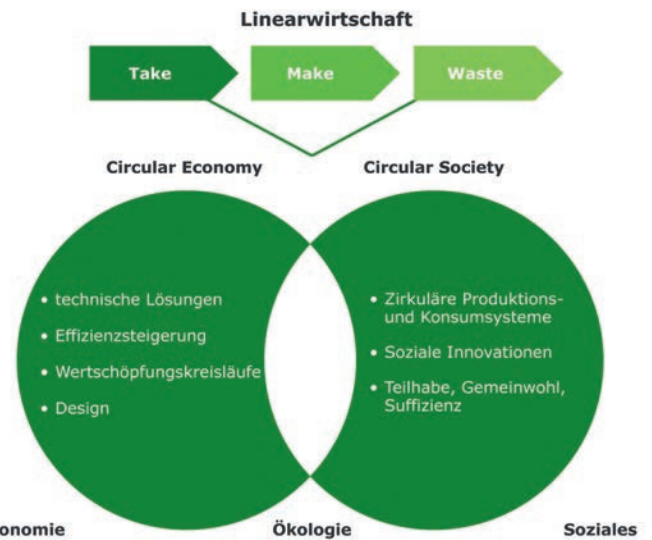 Linearwirtschaft
Take
Make
Waste
Circular Economy
Circular Society
• technische Lösungen
• Effizienzsteigerung
• Wertschöpfungskreisläufe
• Design
• Zirkuläre Produktions-
und Konsumsysteme
• Soziale Innovationen
• Teilhabe, Gemeinwohl,
Suffizienz
onomie
Ökologie
Soziales